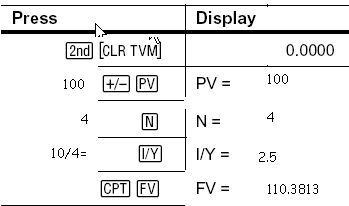 Press Display
2nd [CLR TVM] 0.0000
100 +/− PV PV = 100
4 N N = 4
10/4= I/Y I/Y = 2.5
CPT FV FV = 110.3813